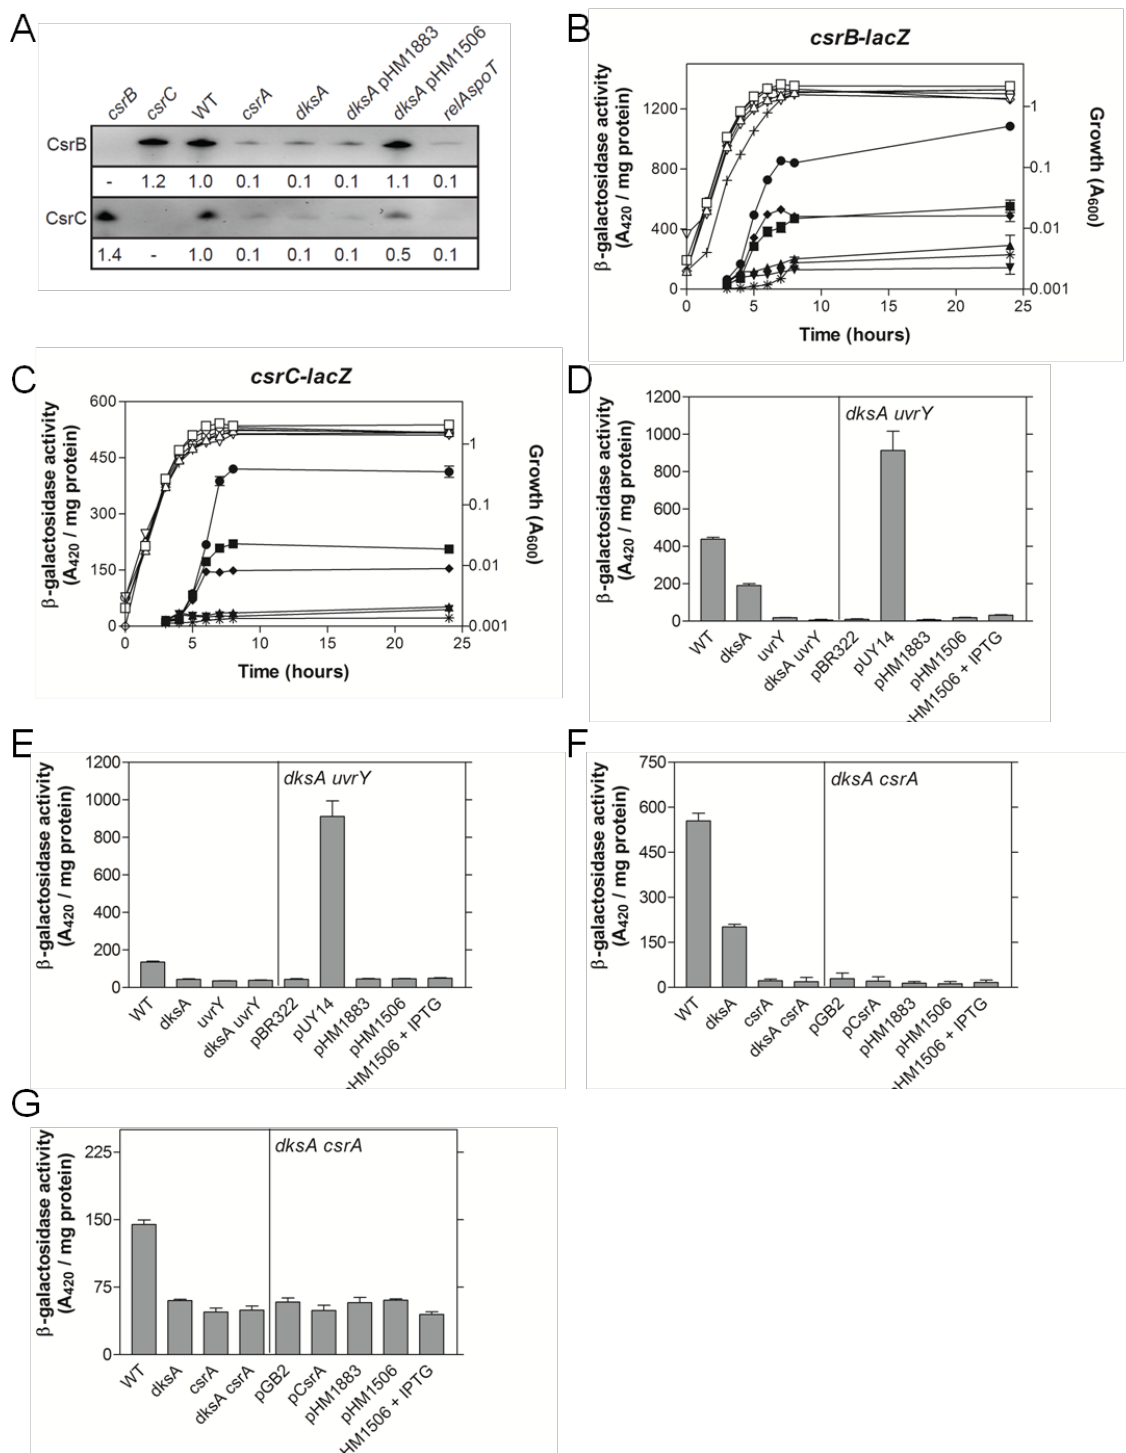 A
csrB
csrC
WT
csrA
dksA
dksA pHM1883
dksA pHM1506
relAspoT
CsrB
- 1.2 1.0 0.1 0.1 0.1 1.1 0.1
CsrC
1.4 - 1.0 0.1 0.1 0.1 0.5 0.1
B
csrB-lacZ
β-galactosidase activity
(A420 / mg protein)
1200
800
400
0
Growth (A600)
1
0.1
0.01
0.001
0 5 10 15 20 25
Time (hours)
C
csrC-lacZ
β-galactosidase activity
(A420 / mg protein)
600
450
300
150
0
Growth (A600)
1
0.1
0.01
0.001
0 5 10 15 20 25
Time (hours)
D
β-galactosidase activity
(A420 / mg protein)
1200
1000
800
600
400
200
0
dksA uvrY
WT
dksA
uvrY
dksA uvrY
pBR322
pUY14
pHM1883
pHM1506
HM1506 + IPTG
E
β-galactosidase activity
(A420 / mg protein)
1200
1000
800
600
400
200
0
dksA uvrY
WT
dksA
uvrY
dksA uvrY
pBR322
pUY14
pHM1883
pHM1506
HM1506 + IPTG
F
β-galactosidase activity
(A420 / mg protein)
750
600
450
300
150
0
dksA csrA
WT
dksA
csrA
dksA csrA
pGB2
pCsrA
pHM1883
pHM1506
HM1506 + IPTG
G
β-galactosidase activity
(A420 / mg protein)
225
150
75
0
dksA csrA
WT
dksA
csrA
dksA csrA
pGB2
pCsrA
pHM1883
pHM1506
HM1506 + IPTG